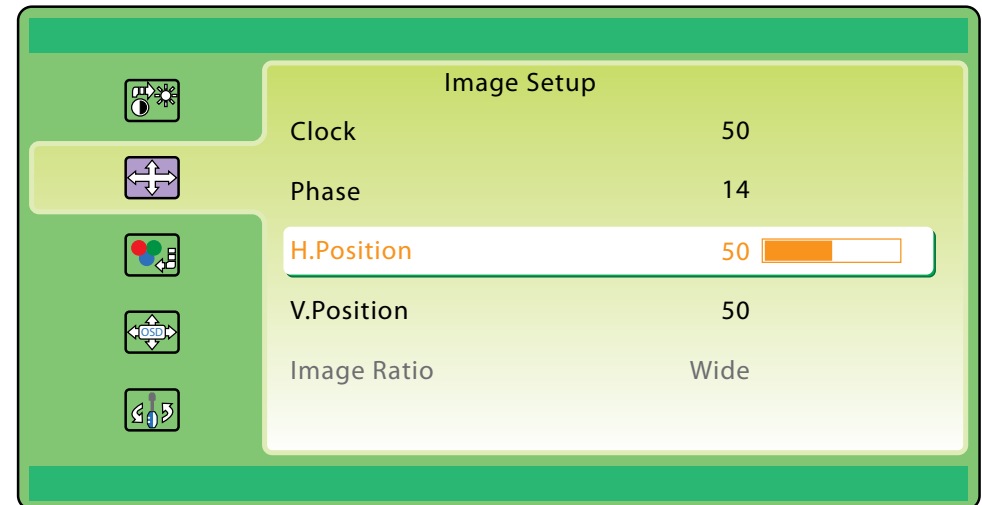 Image Setup
Clock 50
Phase 14
H.Position 50
V.Position 50
OSD
Image Ratio Wide